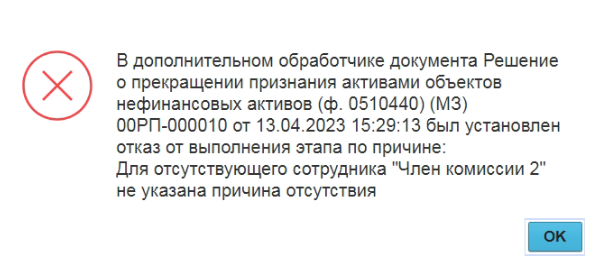 В дополнительном обработчике документа Решение
о прекращении признания активами объектов
нефинансовых активов (ф. 0510440) (МЗ)
00РП-000010 от 13.04.2023 15:29:13 был установлен
отказ от выполнения этапа по причине:
Для отсутствующего сотрудника "Член комиссии 2"
не указана причина отсутствия
OK